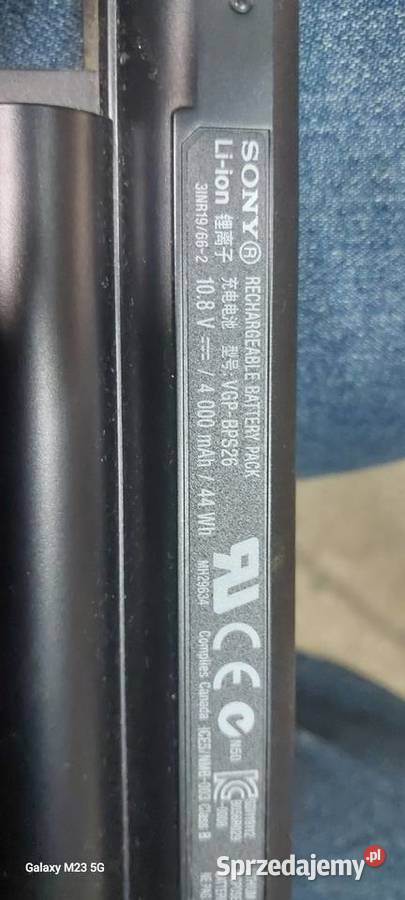 SONY® RECHARGEABLE BATTERY PACK
Li-ion 锂离子 充电电池 型号: VGP-BPS26
3INR19/66-2 10.8 V ⎓ / 4 000 mAh / 44 Wh
MH29634
Complies Canada ICES/NMB-003 Class B
N50
Galaxy M23 5G
Sprzedajemy.pl